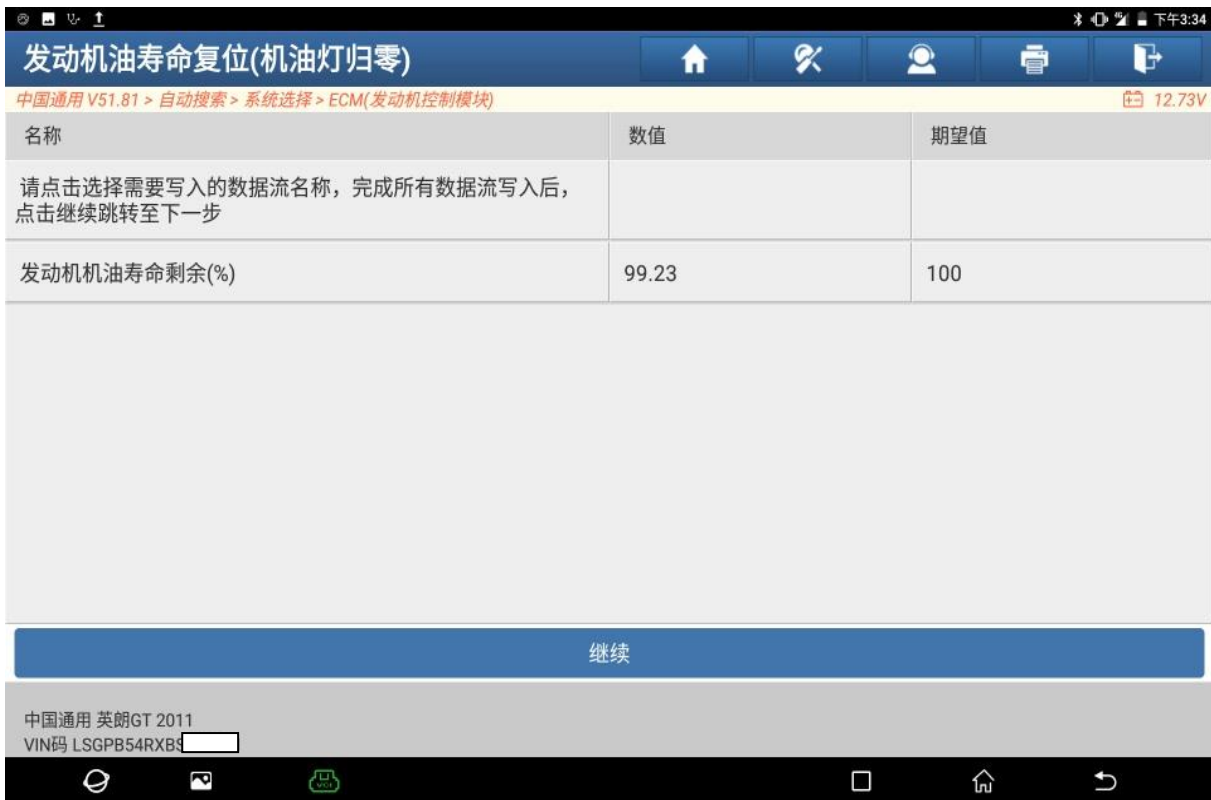 4G 下午3:34
发动机油寿命复位(机油灯归零)
中国通用 V51.81 > 自动搜索 > 系统选择 > ECM(发动机控制模块) 12.73V
名称 数值 期望值
请点击选择需要写入的数据流名称，完成所有数据流写入后，
点击继续跳转至下一步
发动机机油寿命剩余(%) 99.23 100
继续
中国通用 英朗GT 2011
VIN码 LSGPB54RXBS
VCI